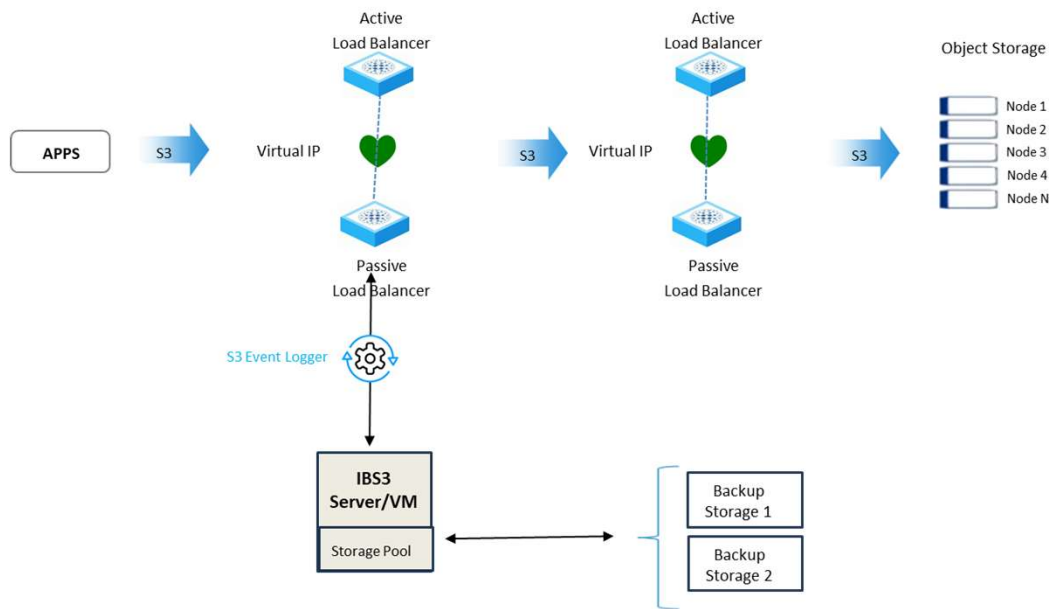 Active
Load Balancer
Active
Load Balancer
Object Storage
APPS
S3
Virtual IP
S3
Virtual IP
S3
Node 1
Node 2
Node 3
Node 4
Node N
Passive
Load Balancer
Passive
Load Balancer
S3 Event Logger
IBS3
Server/VM
Storage Pool
Backup
Storage 1
Backup
Storage 2